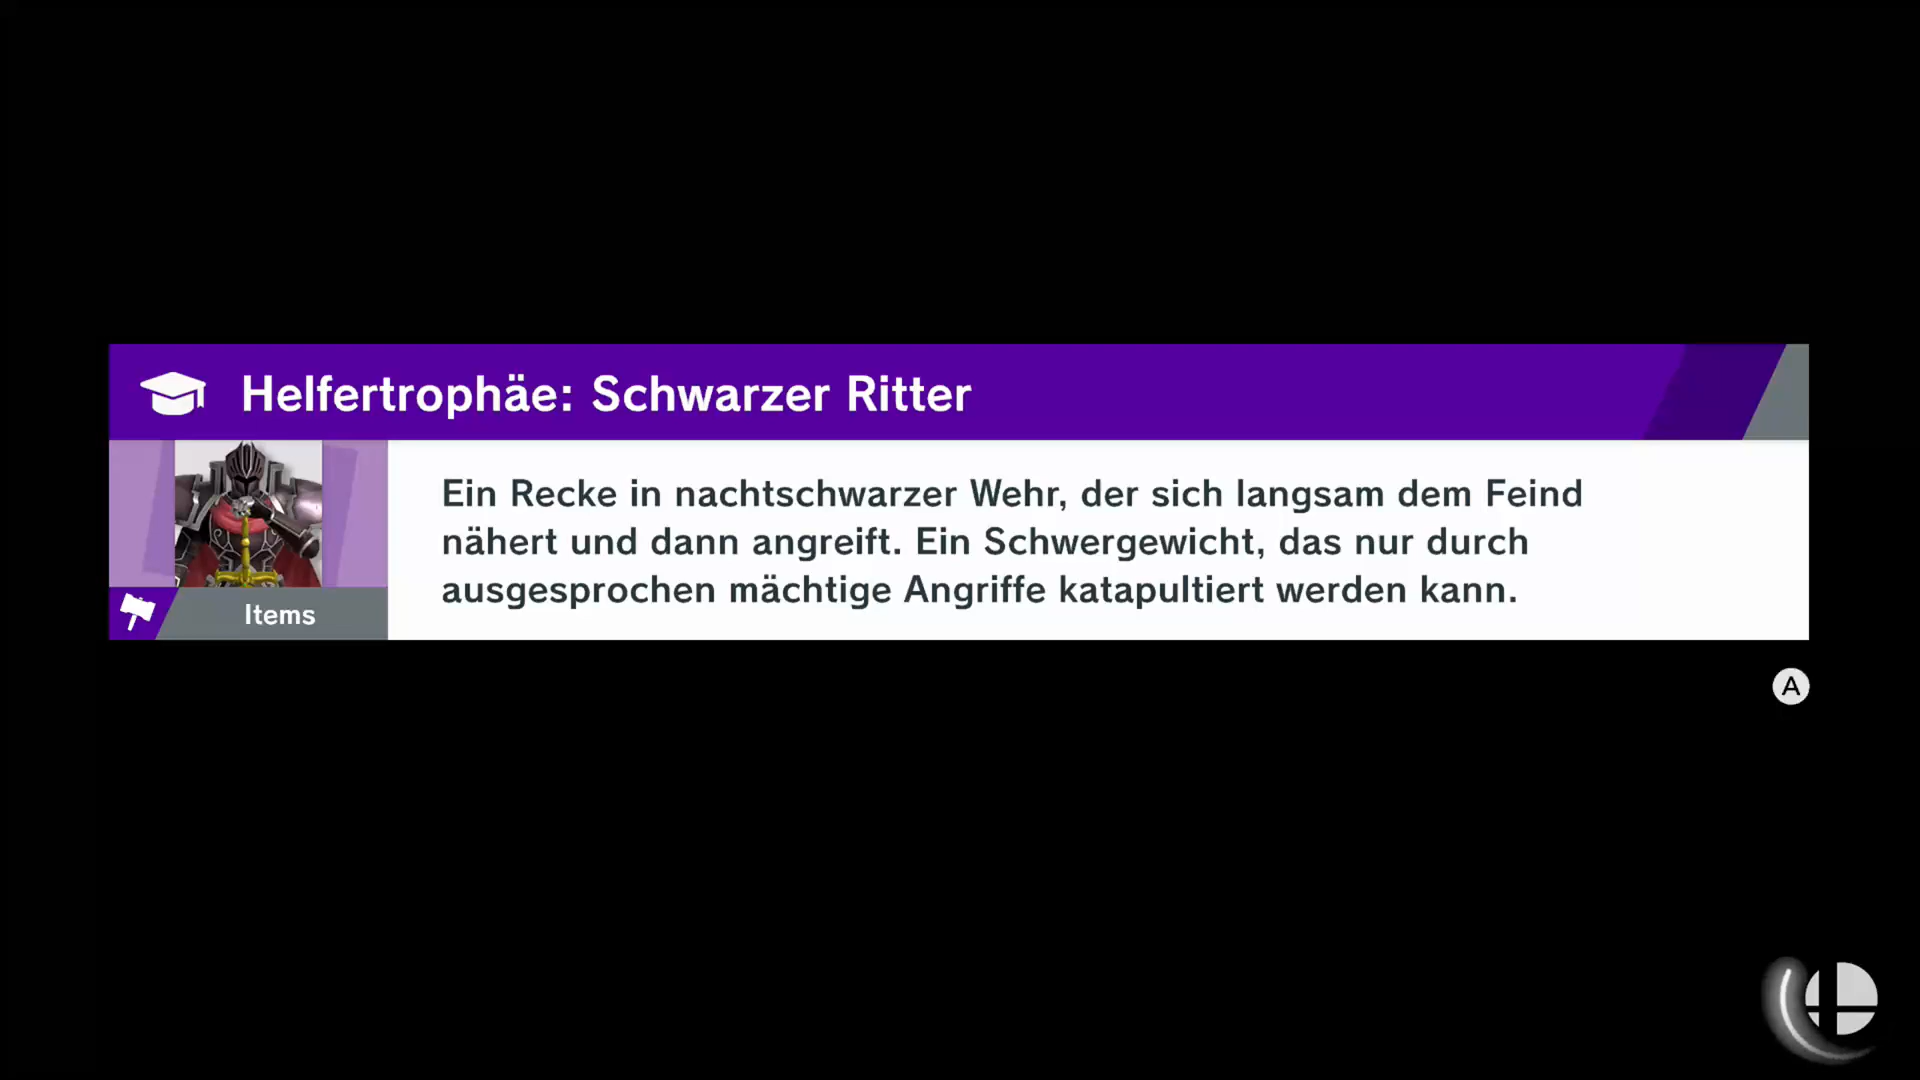 Helfertrophäe: Schwarzer Ritter
Ein Recke in nachtschwarzer Wehr, der sich langsam dem Feind
nähert und dann angreift. Ein Schwergewicht, das nur durch
ausgesprochen mächtige Angriffe katapultiert werden kann.
Items
A